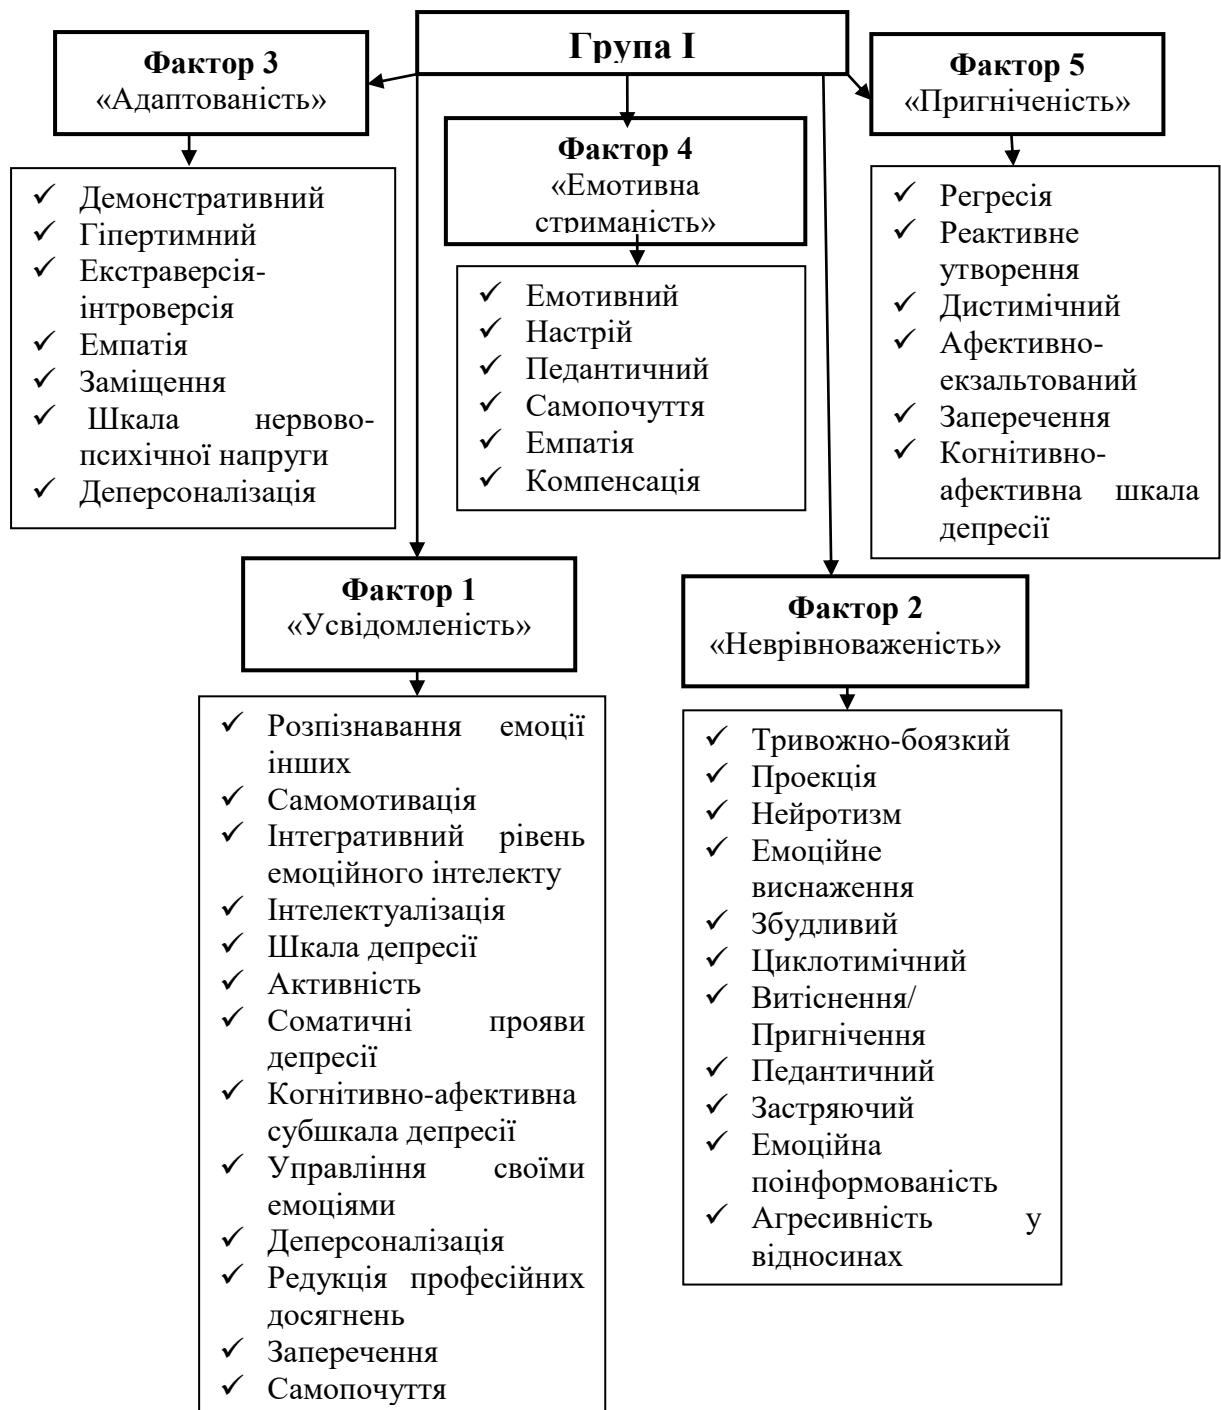 Група І
Фактор 3
«Адаптованість»
Демонстративний
Гіпертимний
Екстраверсія-
інтроверсія
Емпатія
Заміщення
Шкала нервово-
психічної напруги
Деперсоналізація
Фактор 4
«Емотивна
стриманість»
Емотивний
Настрій
Педантичний
Самопочуття
Емпатія
Компенсація
Фактор 5
«Пригніченість»
Регресія
Реактивне
утворення
Дистимічний
Афективно-
екзальтований
Заперечення
Когнітивно-
афективна шкала
депресії
Фактор 1
«Усвідомленість»
Розпізнавання емоції
інших
Самомотивація
Інтегративний рівень
емоційного інтелекту
Інтелектуалізація
Шкала депресії
Активність
Соматичні прояви
депресії
Когнітивно-афективна
субшкала депресії
Управління своїми
емоціями
Деперсоналізація
Редукція професійних
досягнень
Заперечення
Самопочуття
Фактор 2
«Неврівноваженість»
Тривожно-боязкий
Проекція
Нейротизм
Емоційне
виснаження
Збудливий
Циклотимічний
Витіснення/
Пригнічення
Педантичний
Застряючий
Емоційна
поінформованість
Агресивність у
відносинах